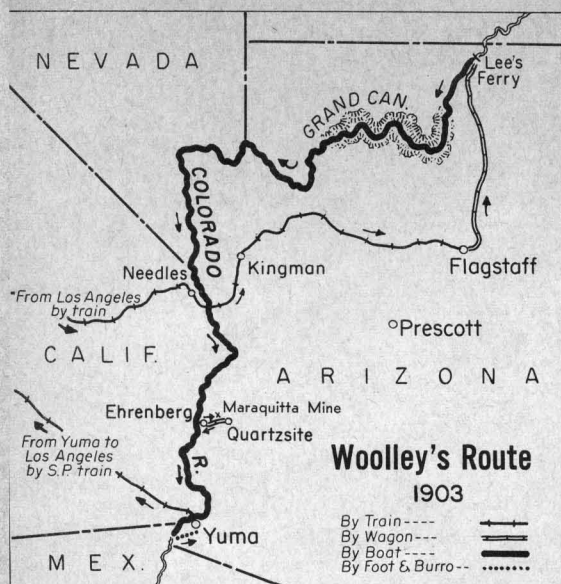 NEVADA
Lee's
Ferry
GRAND CAN.
COLORADO
Needles
Kingman
Flagstaff
"From Los Angeles
by train
Prescott
CALIF.
ARIZONA
Ehrenberg
Maraquitta Mine
Quartzsite
From Yuma to
Los Angeles
by S.P. train
R.
Woolley's Route
1903
Yuma
By Train ----
By Wagon ---
By Boat ----
By Foot & Burro --
MEX.